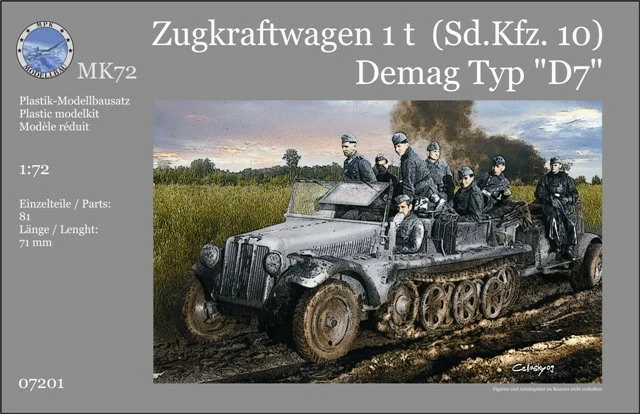 Zugkraftwagen 1 t (Sd.Kfz. 10)
Demag Typ "D7"
MPK
MODELLBAU
MK72
Plastik-Modellbausatz
Plastic modelkit
Modèle réduit
1:72
Einzelteile / Parts:
81
Länge / Lenght:
71 mm
07201
Celasky 09
Figuren und Anhängelast im Bausatz nicht enthalten